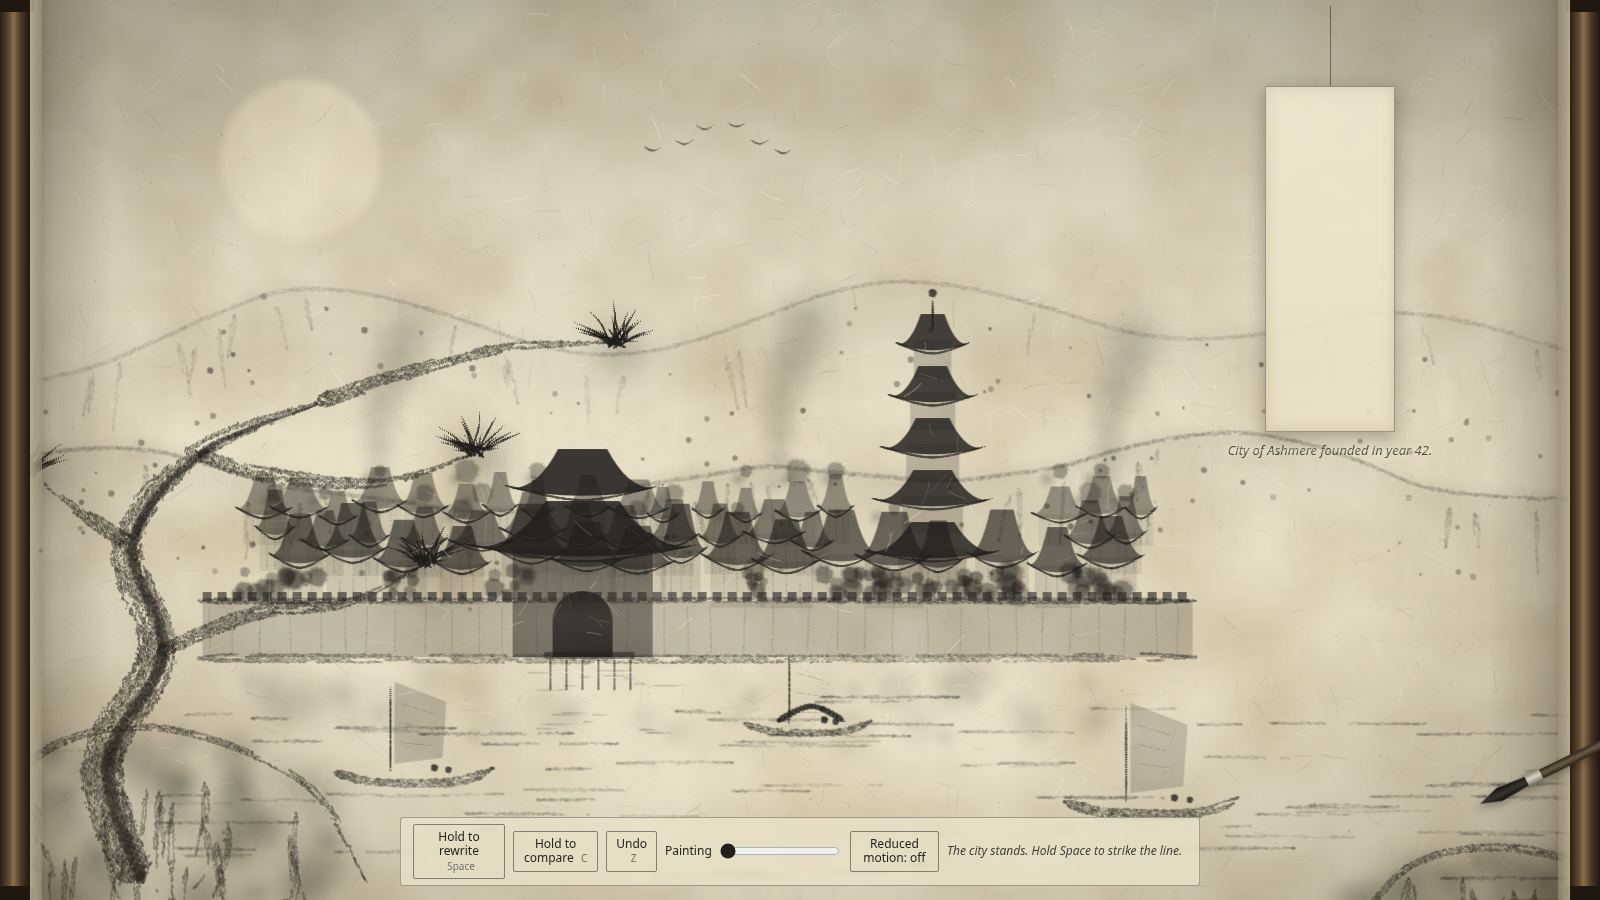 City of Ashmere founded in year 42.
Hold to
rewrite
Space
Hold to
compare C
Undo
Z
Painting
Reduced
motion: off
The city stands. Hold Space to strike the line.